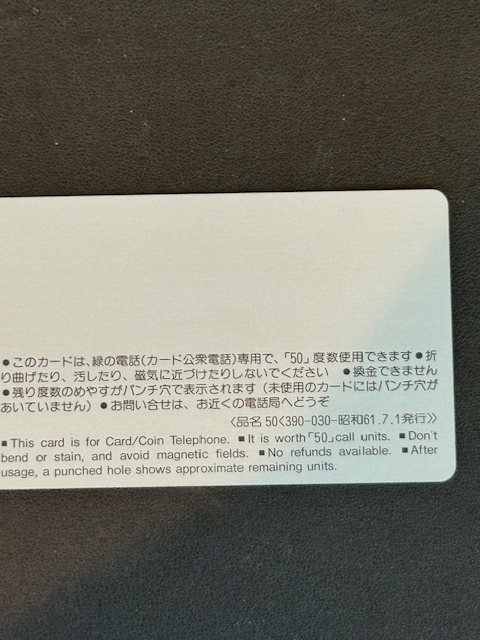 ●このカードは、緑の電話(カード公衆電話)専用で、「50」度数使用できます●折
り曲げたり、汚したり、磁気に近づけたりしないでください ●換金できません
●残り度数のめやすがパンチ穴で表示されます(未使用のカードにはパンチ穴が
あいていません) ●お問い合せは、お近くの電話局へどうぞ
〈品名 50〈390-030-昭和61.7.1発行〉〉
■This card is for Card/Coin Telephone. ■It is worth「50」call units. ■Don't
bend or stain, and avoid magnetic fields. ■No refunds available. ■After
usage, a punched hole shows approximate remaining units.